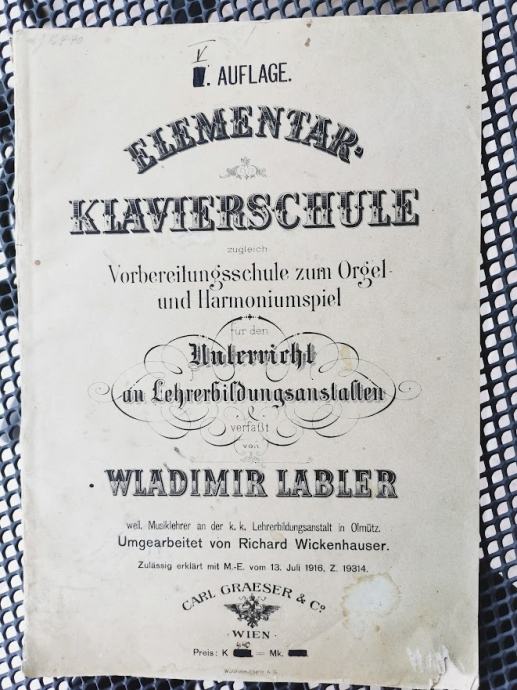 V
. AUFLAGE.
ELEMENTAR-
KLAVIERSCHULE
zugleich
Vorbereitungsschule zum Orgel-
und Harmoniumspiel
für den
Unterricht
an Lehrerbildungsanstalten
verfaßt
von
WLADIMIR LABLER
weil. Musiklehrer an der k. k. Lehrerbildungsanstalt in Olmütz.
Umgearbeitet von Richard Wickenhauser.
Zulässig erklärt mit M.-E. vom 13. Juli 1916, Z. 19314.
CARL GRAESER & Co.
· WIEN ·
Preis: K = Mk.